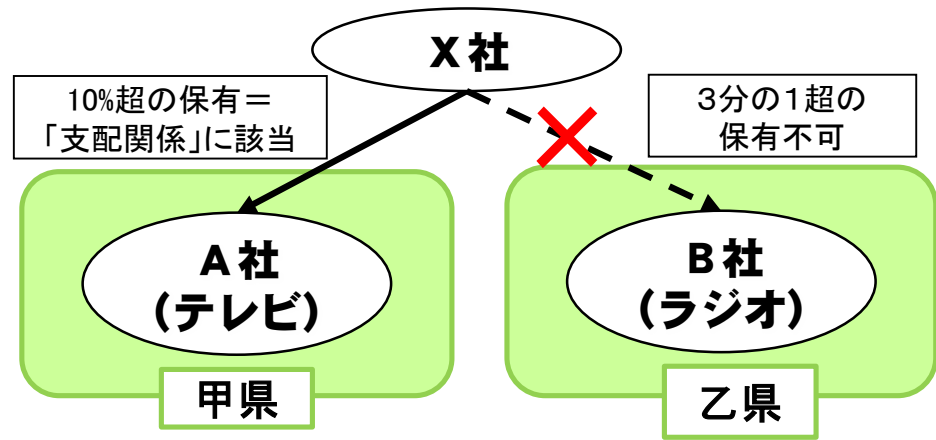 X社
10%超の保有＝
「支配関係」に該当
３分の１超の
保有不可
A社
(テレビ)
B社
(ラジオ)
甲県
乙県